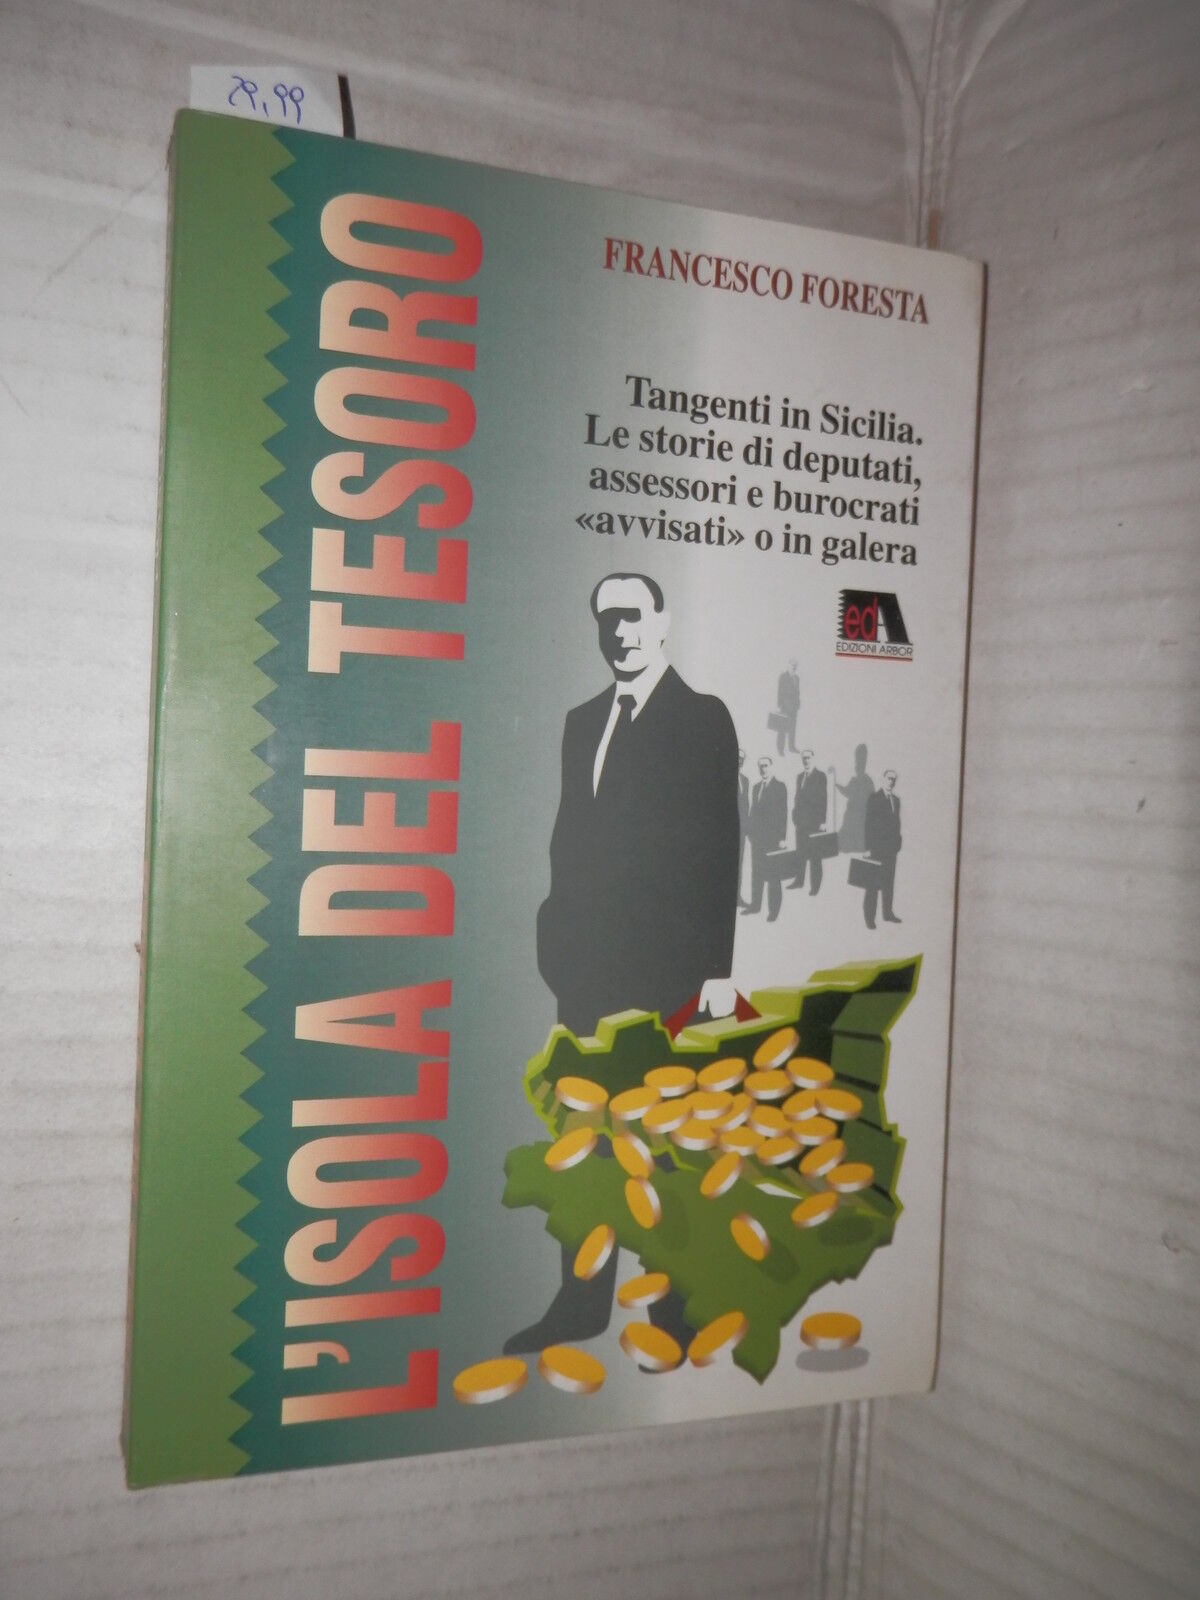 29,99
L'ISOLA DEL TESORO
FRANCESCO FORESTA
Tangenti in Sicilia.
Le storie di deputati,
assessori e burocrati
«avvisati» o in galera
edA
EDIZIONI ARBOR